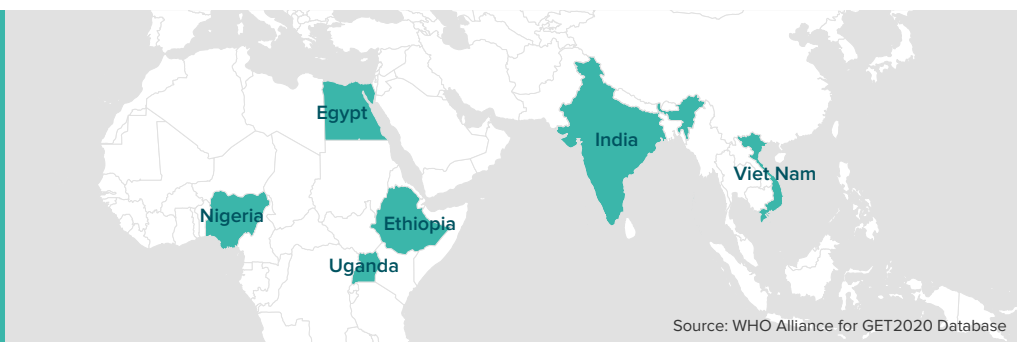 Egypt
India
Viet Nam
Nigeria
Ethiopia
Uganda
Source: WHO Alliance for GET2020 Database